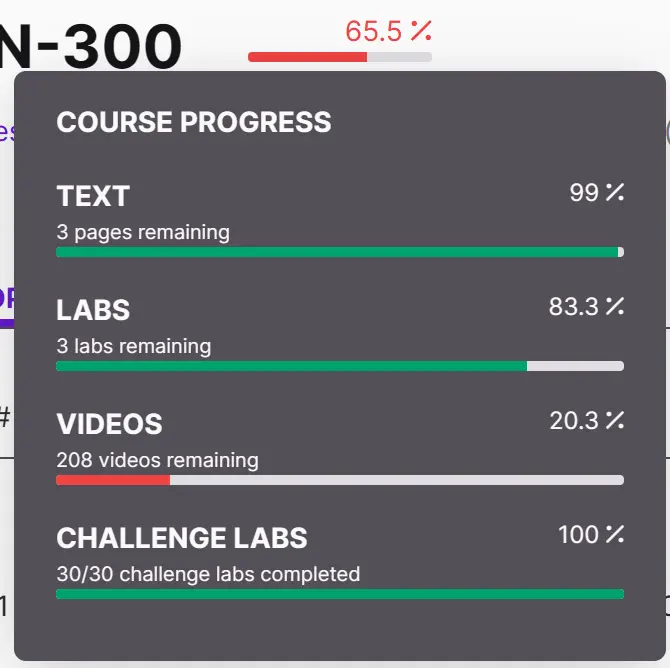 N-300
65.5 %
COURSE PROGRESS
TEXT
99 %
3 pages remaining
LABS
83.3 %
3 labs remaining
#
VIDEOS
20.3 %
208 videos remaining
CHALLENGE LABS
100 %
30/30 challenge labs completed
1